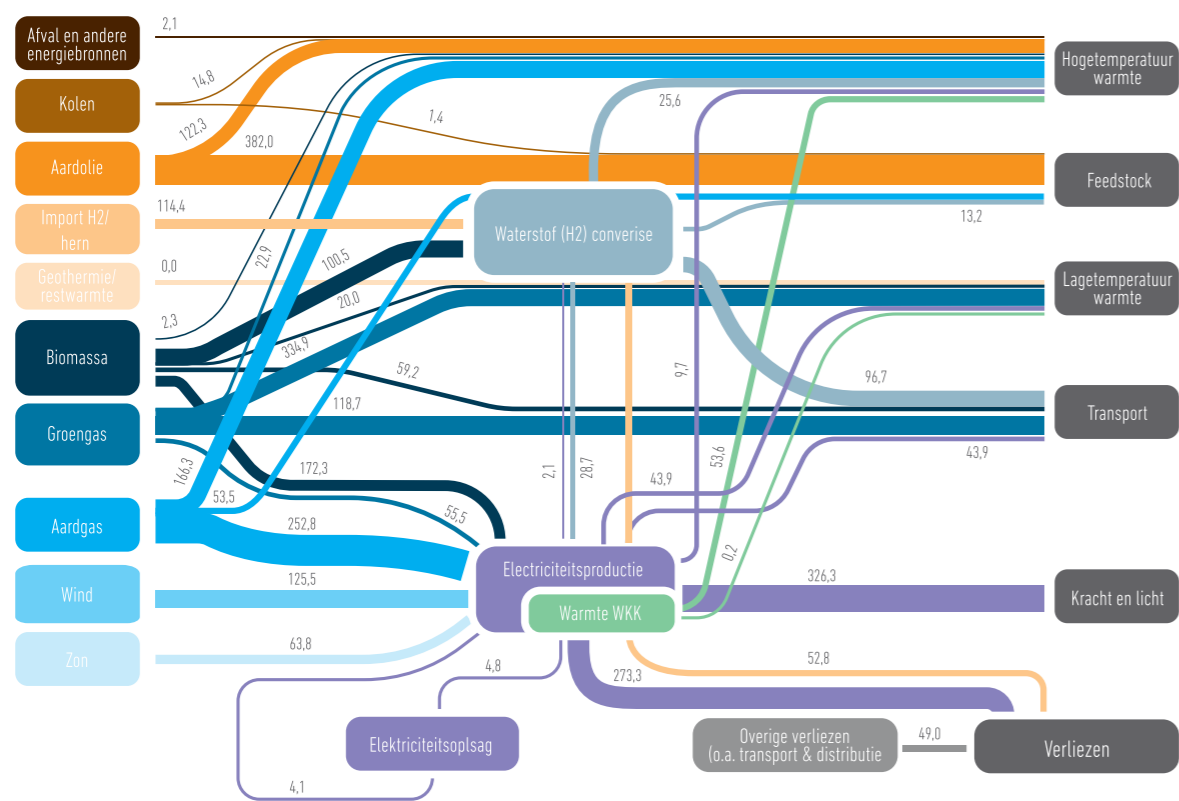 Afval en andere
energiebronnen
Kolen
Aardolie
Import H2/
hern
Geothermie/
restwarmte
Biomassa
Groengas
Aardgas
Wind
Zon
2,1
14,8
122,3
382,0
1,4
114,4
0,0
2,3
22,9
100,5
20,0
334,9
59,2
118,7
166,3
53,5
172,3
55,5
252,8
125,5
63,8
Waterstof (H2) converise
25,6
13,2
96,7
2,1
28,7
9,7
53,6
43,9
43,9
0,2
Electriciteitsproductie
Warmte WKK
326,3
4,8
273,3
52,8
Elektriciteitsoplsag
4,1
Overige verliezen
(o.a. transport & distributie
49,0
Hogetemperatuur
warmte
Feedstock
Lagetemperatuur
warmte
Transport
Kracht en licht
Verliezen